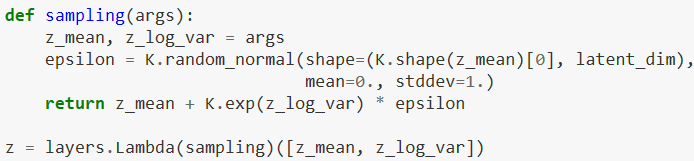 def sampling(args):
    z_mean, z_log_var = args
    epsilon = K.random_normal(shape=(K.shape(z_mean)[0], latent_dim),
                              mean=0., stddev=1.)
    return z_mean + K.exp(z_log_var) * epsilon

z = layers.Lambda(sampling)([z_mean, z_log_var])